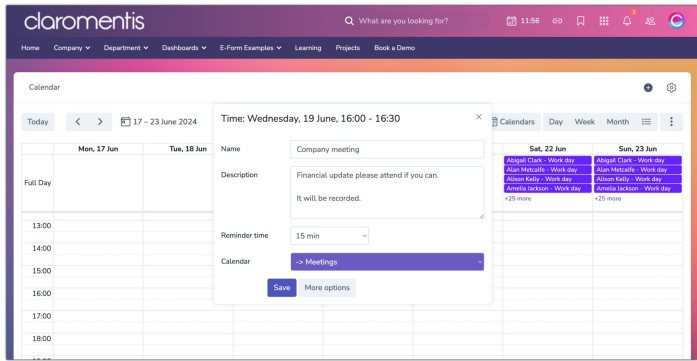 claromentis
What are you looking for?
11:56
1
Home Company Department Dashboards E-Form Examples Learning Projects Book a Demo
Calendar
Today 17 – 23 June 2024
Calendars Day Week Month
Time: Wednesday, 19 June, 16:00 - 16:30
Name Company meeting
Description Financial update please attend if you can.
It will be recorded.
Reminder time 15 min
Calendar -> Meetings
Save More options
Mon, 17 Jun Tue, 18 Jun Sat, 22 Jun Sun, 23 Jun
Full Day
Abigail Clark - Work day Abigail Clark - Work day
Alan Metcalfe - Work day Alan Metcalfe - Work day
Alison Kelly - Work day Alison Kelly - Work day
Amelia Jackson - Work day Amelia Jackson - Work day
+25 more +25 more
13:00
14:00
15:00
16:00
17:00
18:00